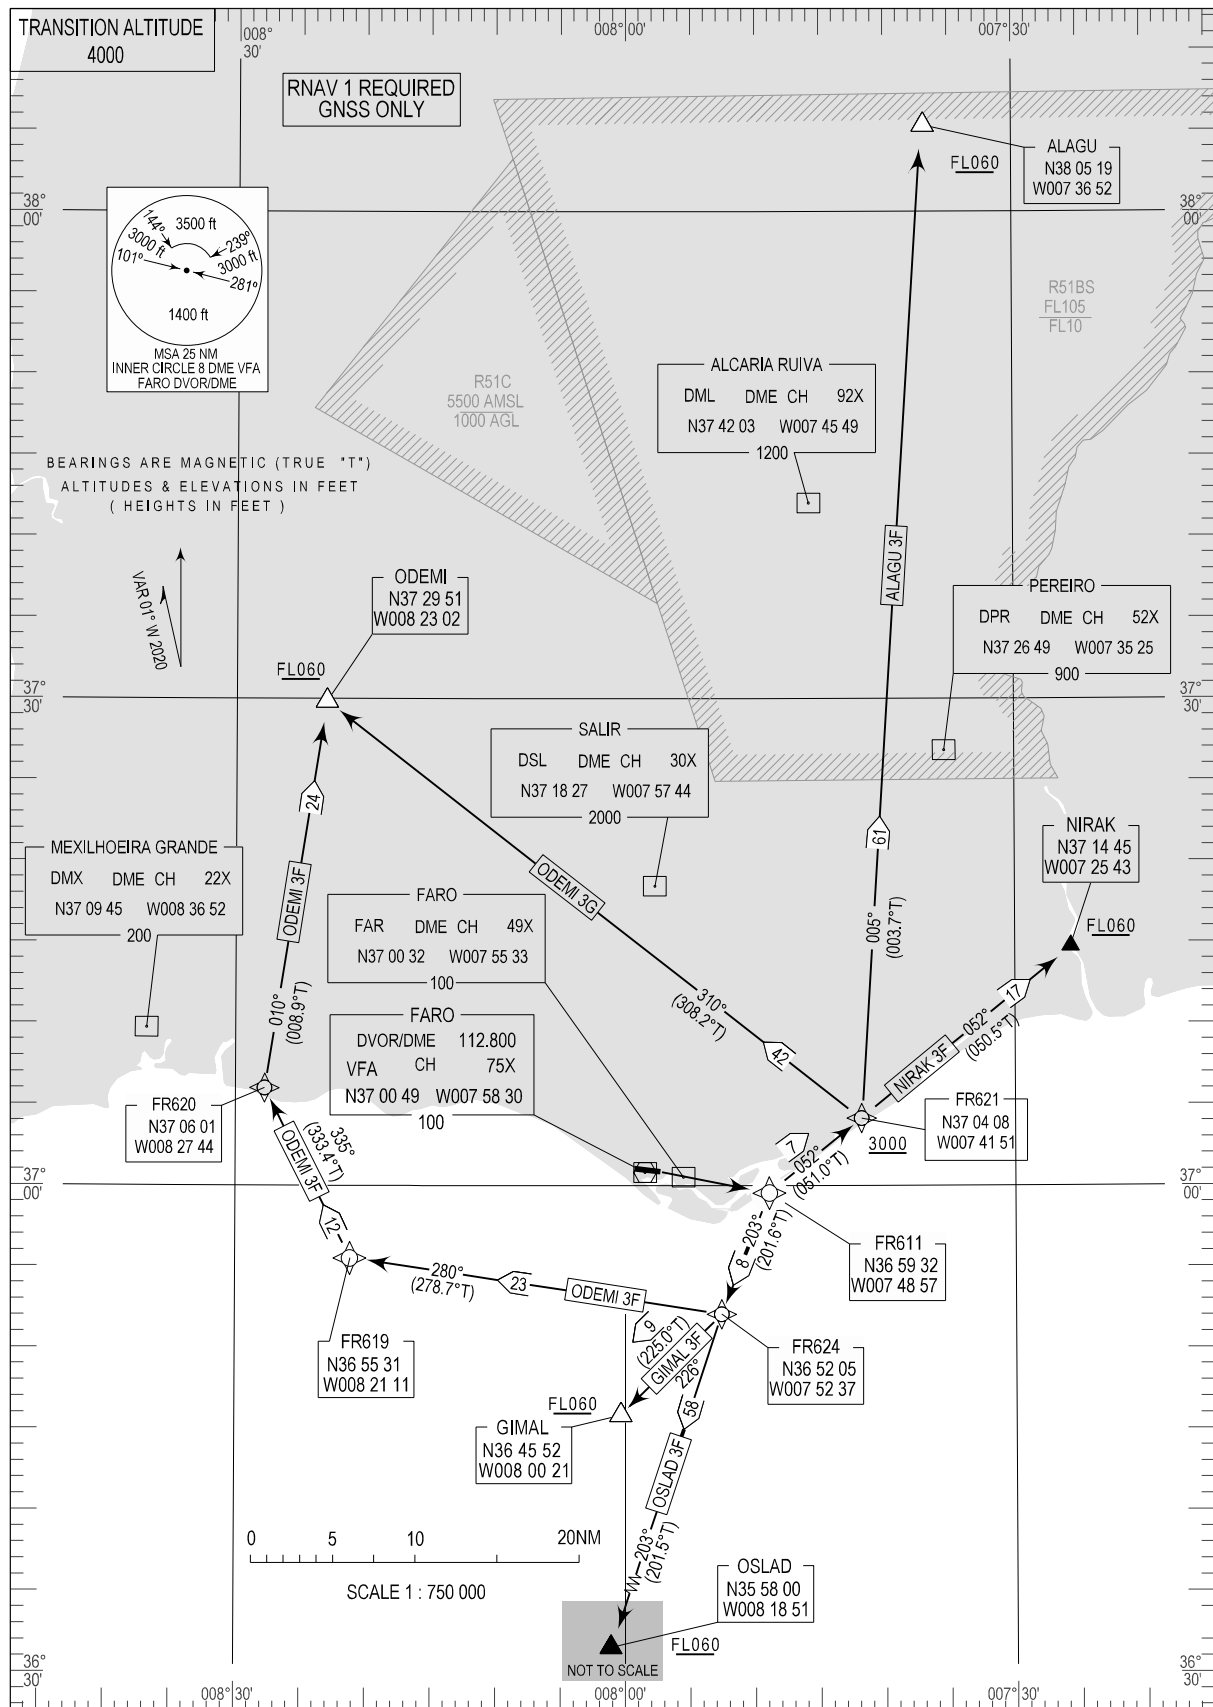 TRANSITION ALTITUDE
4000
008°
30'
008° 00'
007° 30'
RNAV 1 REQUIRED
GNSS ONLY
ALAGU
N38 05 19
W007 36 52
FL060
38°
00'
38°
00'
144°
3500 ft
239°
3000 ft
3000 ft
101°
281°
1400 ft
MSA 25 NM
INNER CIRCLE 8 DME VFA
FARO DVOR/DME
R51BS
FL105
FL10
R51C
5500 AMSL
1000 AGL
ALCARIA RUIVA
DML DME CH 92X
N37 42 03 W007 45 49
1200
BEARINGS ARE MAGNETIC (TRUE "T")
ALTITUDES & ELEVATIONS IN FEET
( HEIGHTS IN FEET )
VAR 01° W 2020
ALAGU 3F
ODEMI
N37 29 51
W008 23 02
FL060
PEREIRO
DPR DME CH 52X
N37 26 49 W007 35 25
900
37°
30'
37°
30'
SALIR
DSL DME CH 30X
N37 18 27 W007 57 44
2000
24
61
NIRAK
N37 14 45
W007 25 43
FL060
MEXILHOEIRA GRANDE
DMX DME CH 22X
N37 09 45 W008 36 52
200
ODEMI 3F
ODEMI 3G
FARO
FAR DME CH 49X
N37 00 32 W007 55 33
100
005°
(003.7°T)
010°
(008.9°T)
310°
(308.2°T)
17
052°
(050.5°T)
FARO
DVOR/DME 112.800
VFA CH 75X
N37 00 49 W007 58 30
100
42
NIRAK 3F
FR620
N37 06 01
W008 27 44
FR621
N37 04 08
W007 41 51
3000
335°
(333.4°T)
ODEMI 3F
7
052°
(051.0°T)
37°
00'
37°
00'
12
8
203°
(201.6°T)
FR611
N36 59 32
W007 48 57
280°
(278.7°T)
23
ODEMI 3F
FR619
N36 55 31
W008 21 11
9
(225.0°T)
GIMAL 3F
226°
FR624
N36 52 05
W007 52 37
FL060
GIMAL
N36 45 52
W008 00 21
58
OSLAD 3F
0 5 10 20NM
SCALE 1 : 750 000
203°
(201.5°T)
OSLAD
N35 58 00
W008 18 51
FL060
NOT TO SCALE
36°
30'
36°
30'
008° 30'
008° 00'
007° 30'